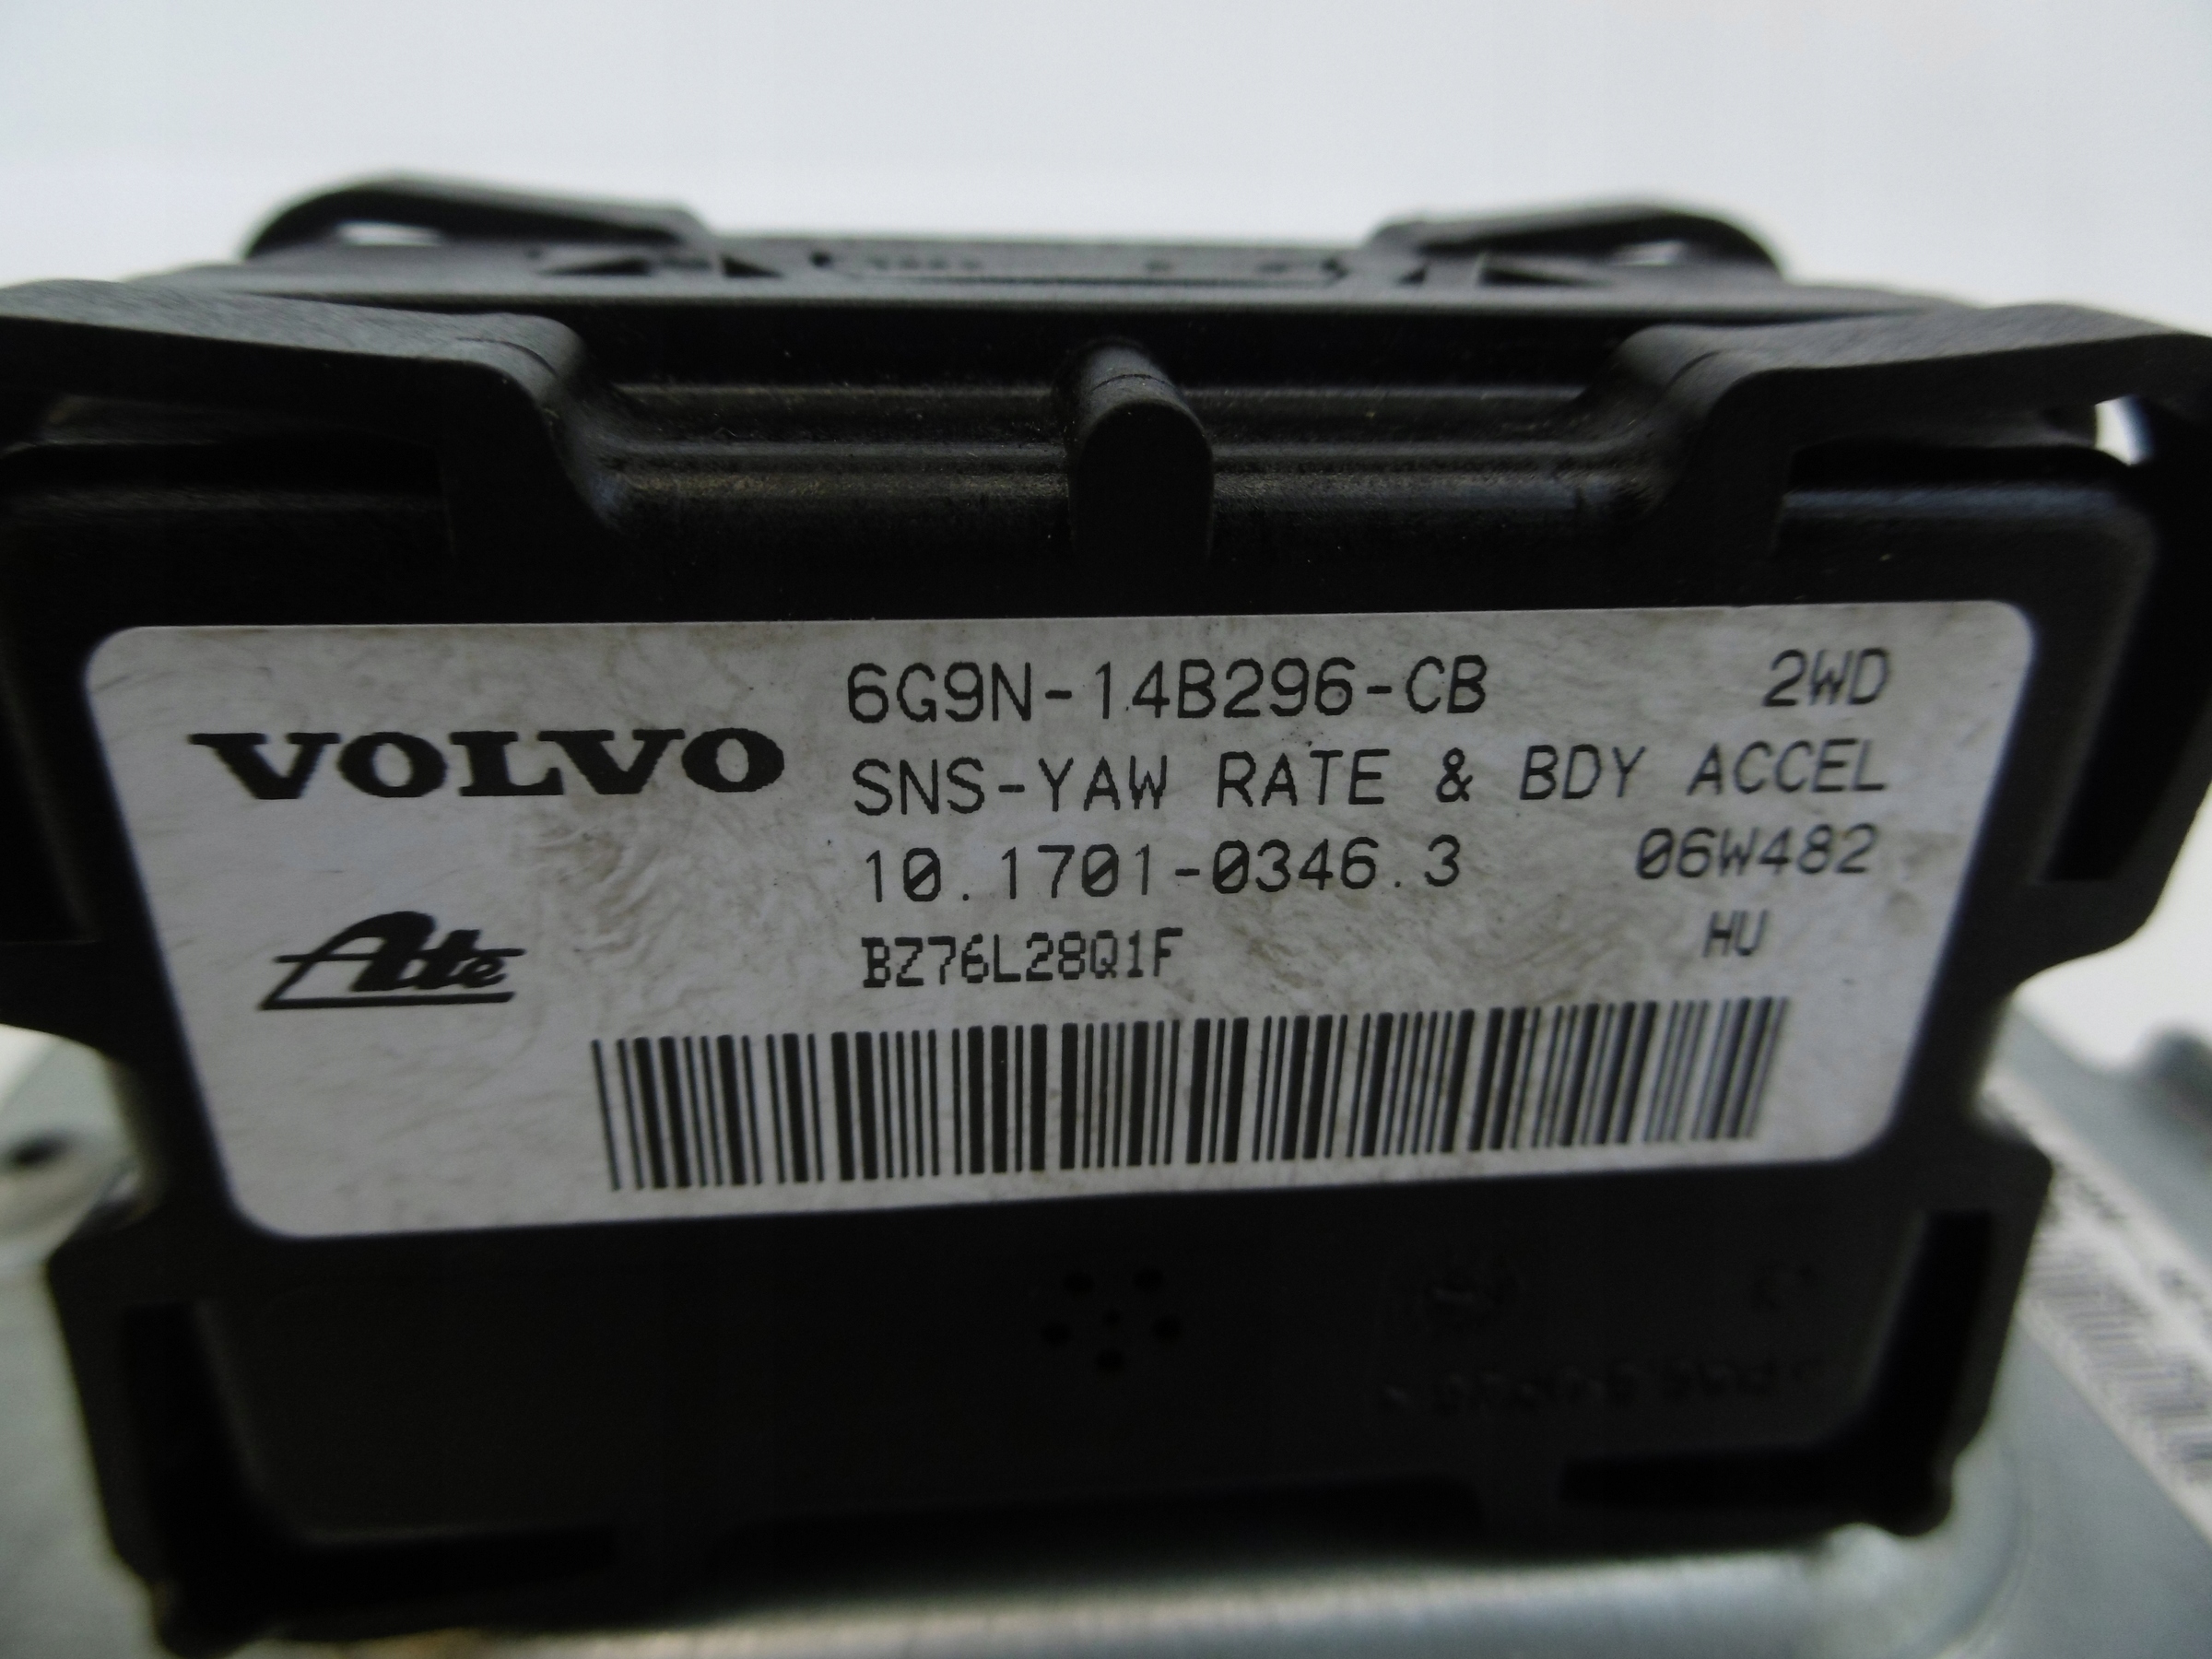 6G9N-14B296-CB 2WD
VOLVO SNS-YAW RATE & BDY ACCEL
10.1701-0346.3 06W482
Ate BZ76L28Q1F HU